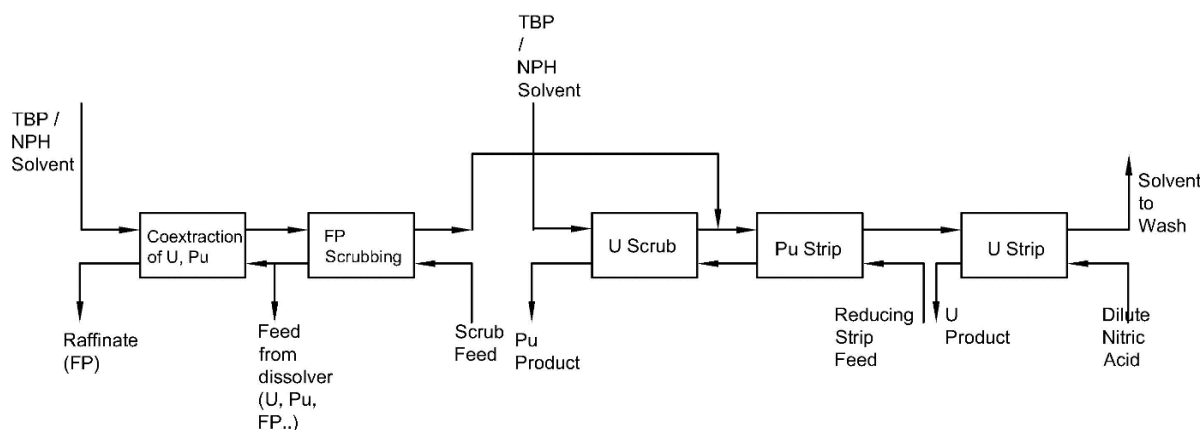 TBP
/
NPH
Solvent
TBP /
NPH
Solvent
Coextraction
of U, Pu
FP
Scrubbing
U Scrub
Pu Strip
U Strip
Solvent
to
Wash
Raffinate
(FP)
Feed
from
dissolver
(U, Pu,
FP..)
Scrub
Feed
Pu
Product
Reducing
Strip
Feed
U
Product
Dilute
Nitric
Acid